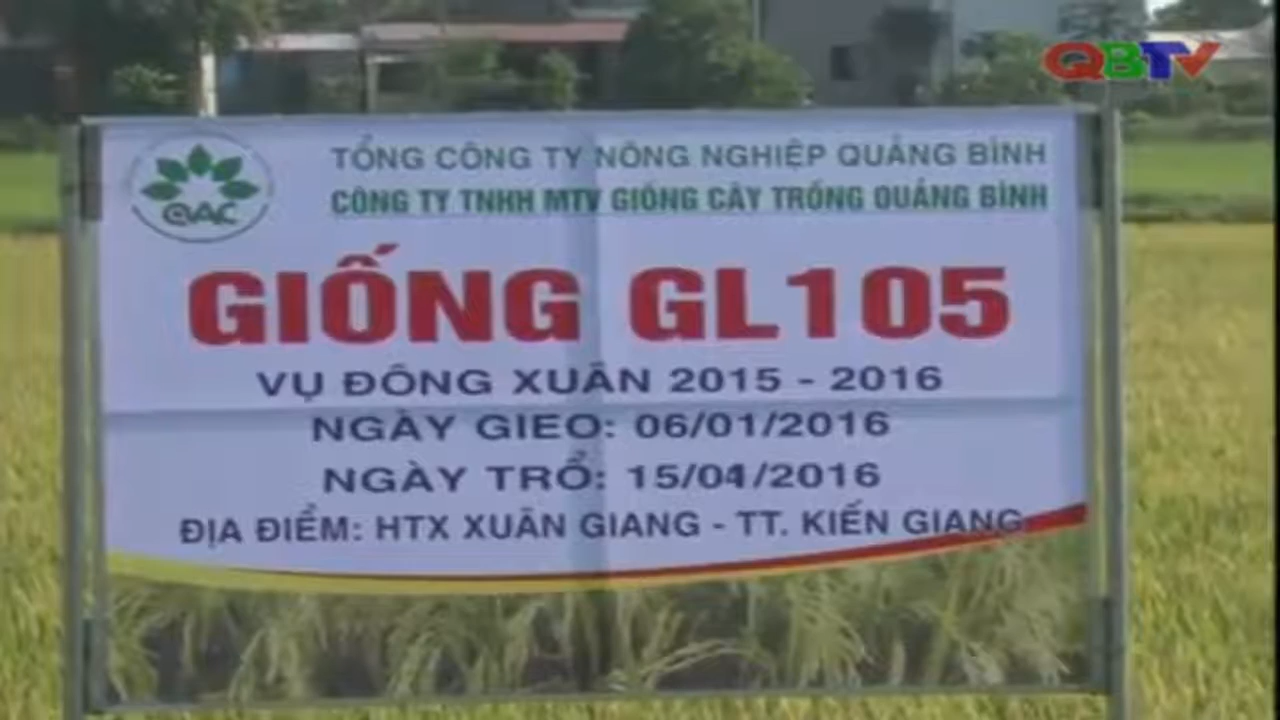 QBTV
TỔNG CÔNG TY NÔNG NGHIỆP QUẢNG BÌNH
CÔNG TY TNHH MTV GIỐNG CÂY TRỒNG QUẢNG BÌNH
QAC
GIỐNG GL105
VỤ ĐÔNG XUÂN 2015 - 2016
NGÀY GIEO: 06/01/2016
NGÀY TRỔ: 15/04/2016
ĐỊA ĐIỂM: HTX XUÂN GIANG - TT. KIẾN GIANG